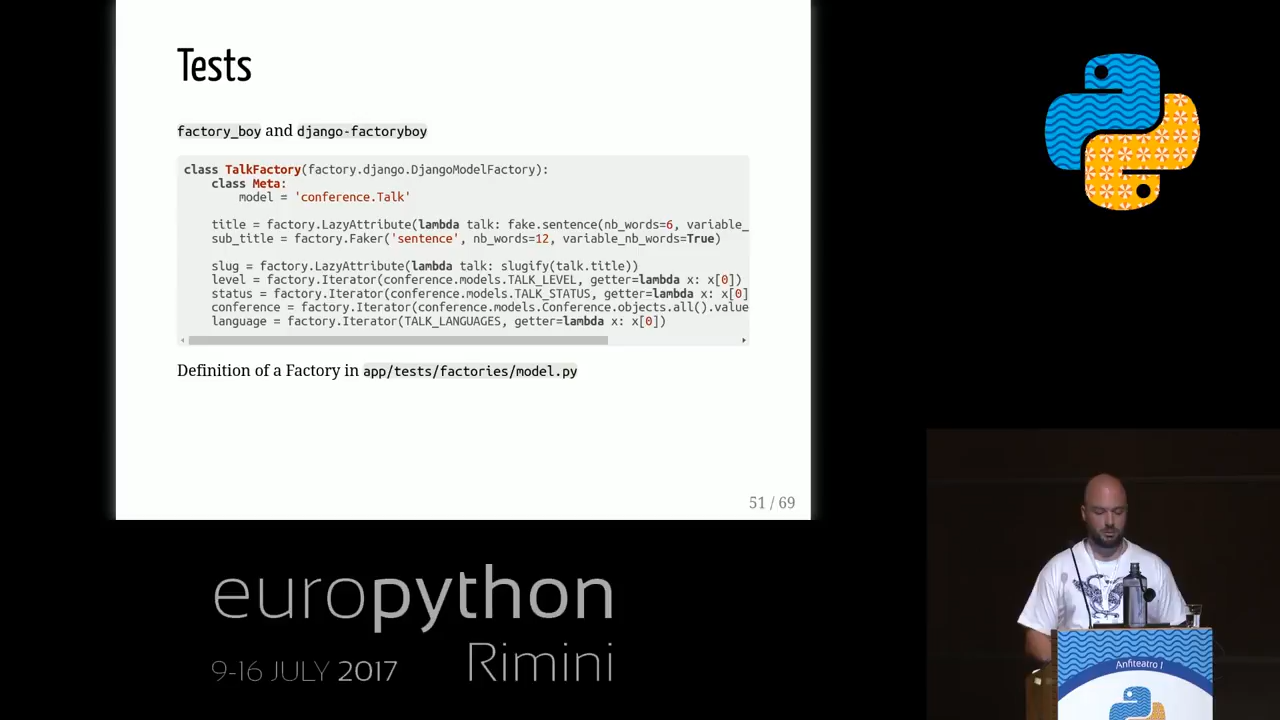 Tests
factory_boy and django-factoryboy
class TalkFactory(factory.django.DjangoModelFactory):
    class Meta:
        model = 'conference.Talk'
    title = factory.LazyAttribute(lambda talk: fake.sentence(nb_words=6, variable_
    sub_title = factory.Faker('sentence', nb_words=12, variable_nb_words=True)
    slug = factory.LazyAttribute(lambda talk: slugify(talk.title))
    level = factory.Iterator(conference.models.TALK_LEVEL, getter=lambda x: x[0])
    status = factory.Iterator(conference.models.TALK_STATUS, getter=lambda x: x[0]
    conference = factory.Iterator(conference.models.Conference.objects.all().value
    language = factory.Iterator(TALK_LANGUAGES, getter=lambda x: x[0])
Definition of a Factory in app/tests/factories/model.py
51 / 69
europython
9-16 JULY 2017 Rimini
Anfiteatro 1